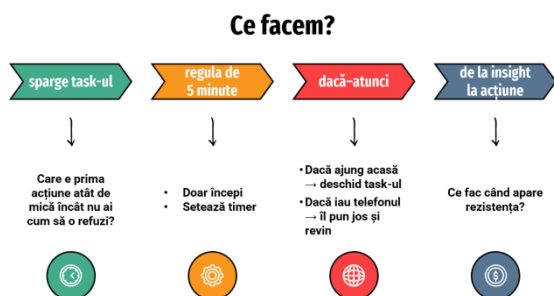 Ce facem?
sparge task-ul
regula de
5 minute
dacă–atunci
de la insight
la acțiune
Care e prima
acțiune atât de
mică încât nu ai
cum să o refuzi?
• Doar începi
• Setează timer
• Dacă ajung acasă
→ deschid task-ul
• Dacă iau telefonul
→ îl pun jos și
revin
Ce fac când apare
rezistența?